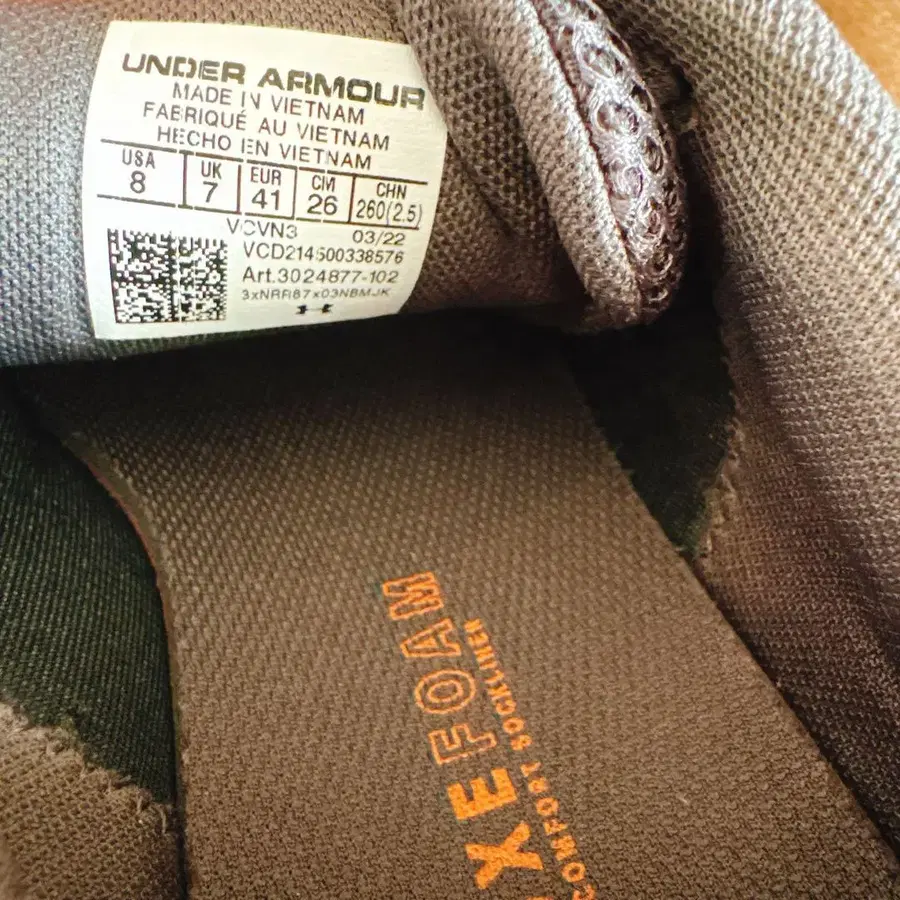 UNDER ARMOUR
MADE IN VIETNAM
FABRIQUÉ AU VIETNAM
HECHO EN VIETNAM
USA UK EUR CM CHN
8 7 41 26 260(2.5)
VCVN3 03/22
VCD214500338576
Art.3024877-102
3xNRR87x03NBMJK
XEFOAM
COMFORT SOCKLINER